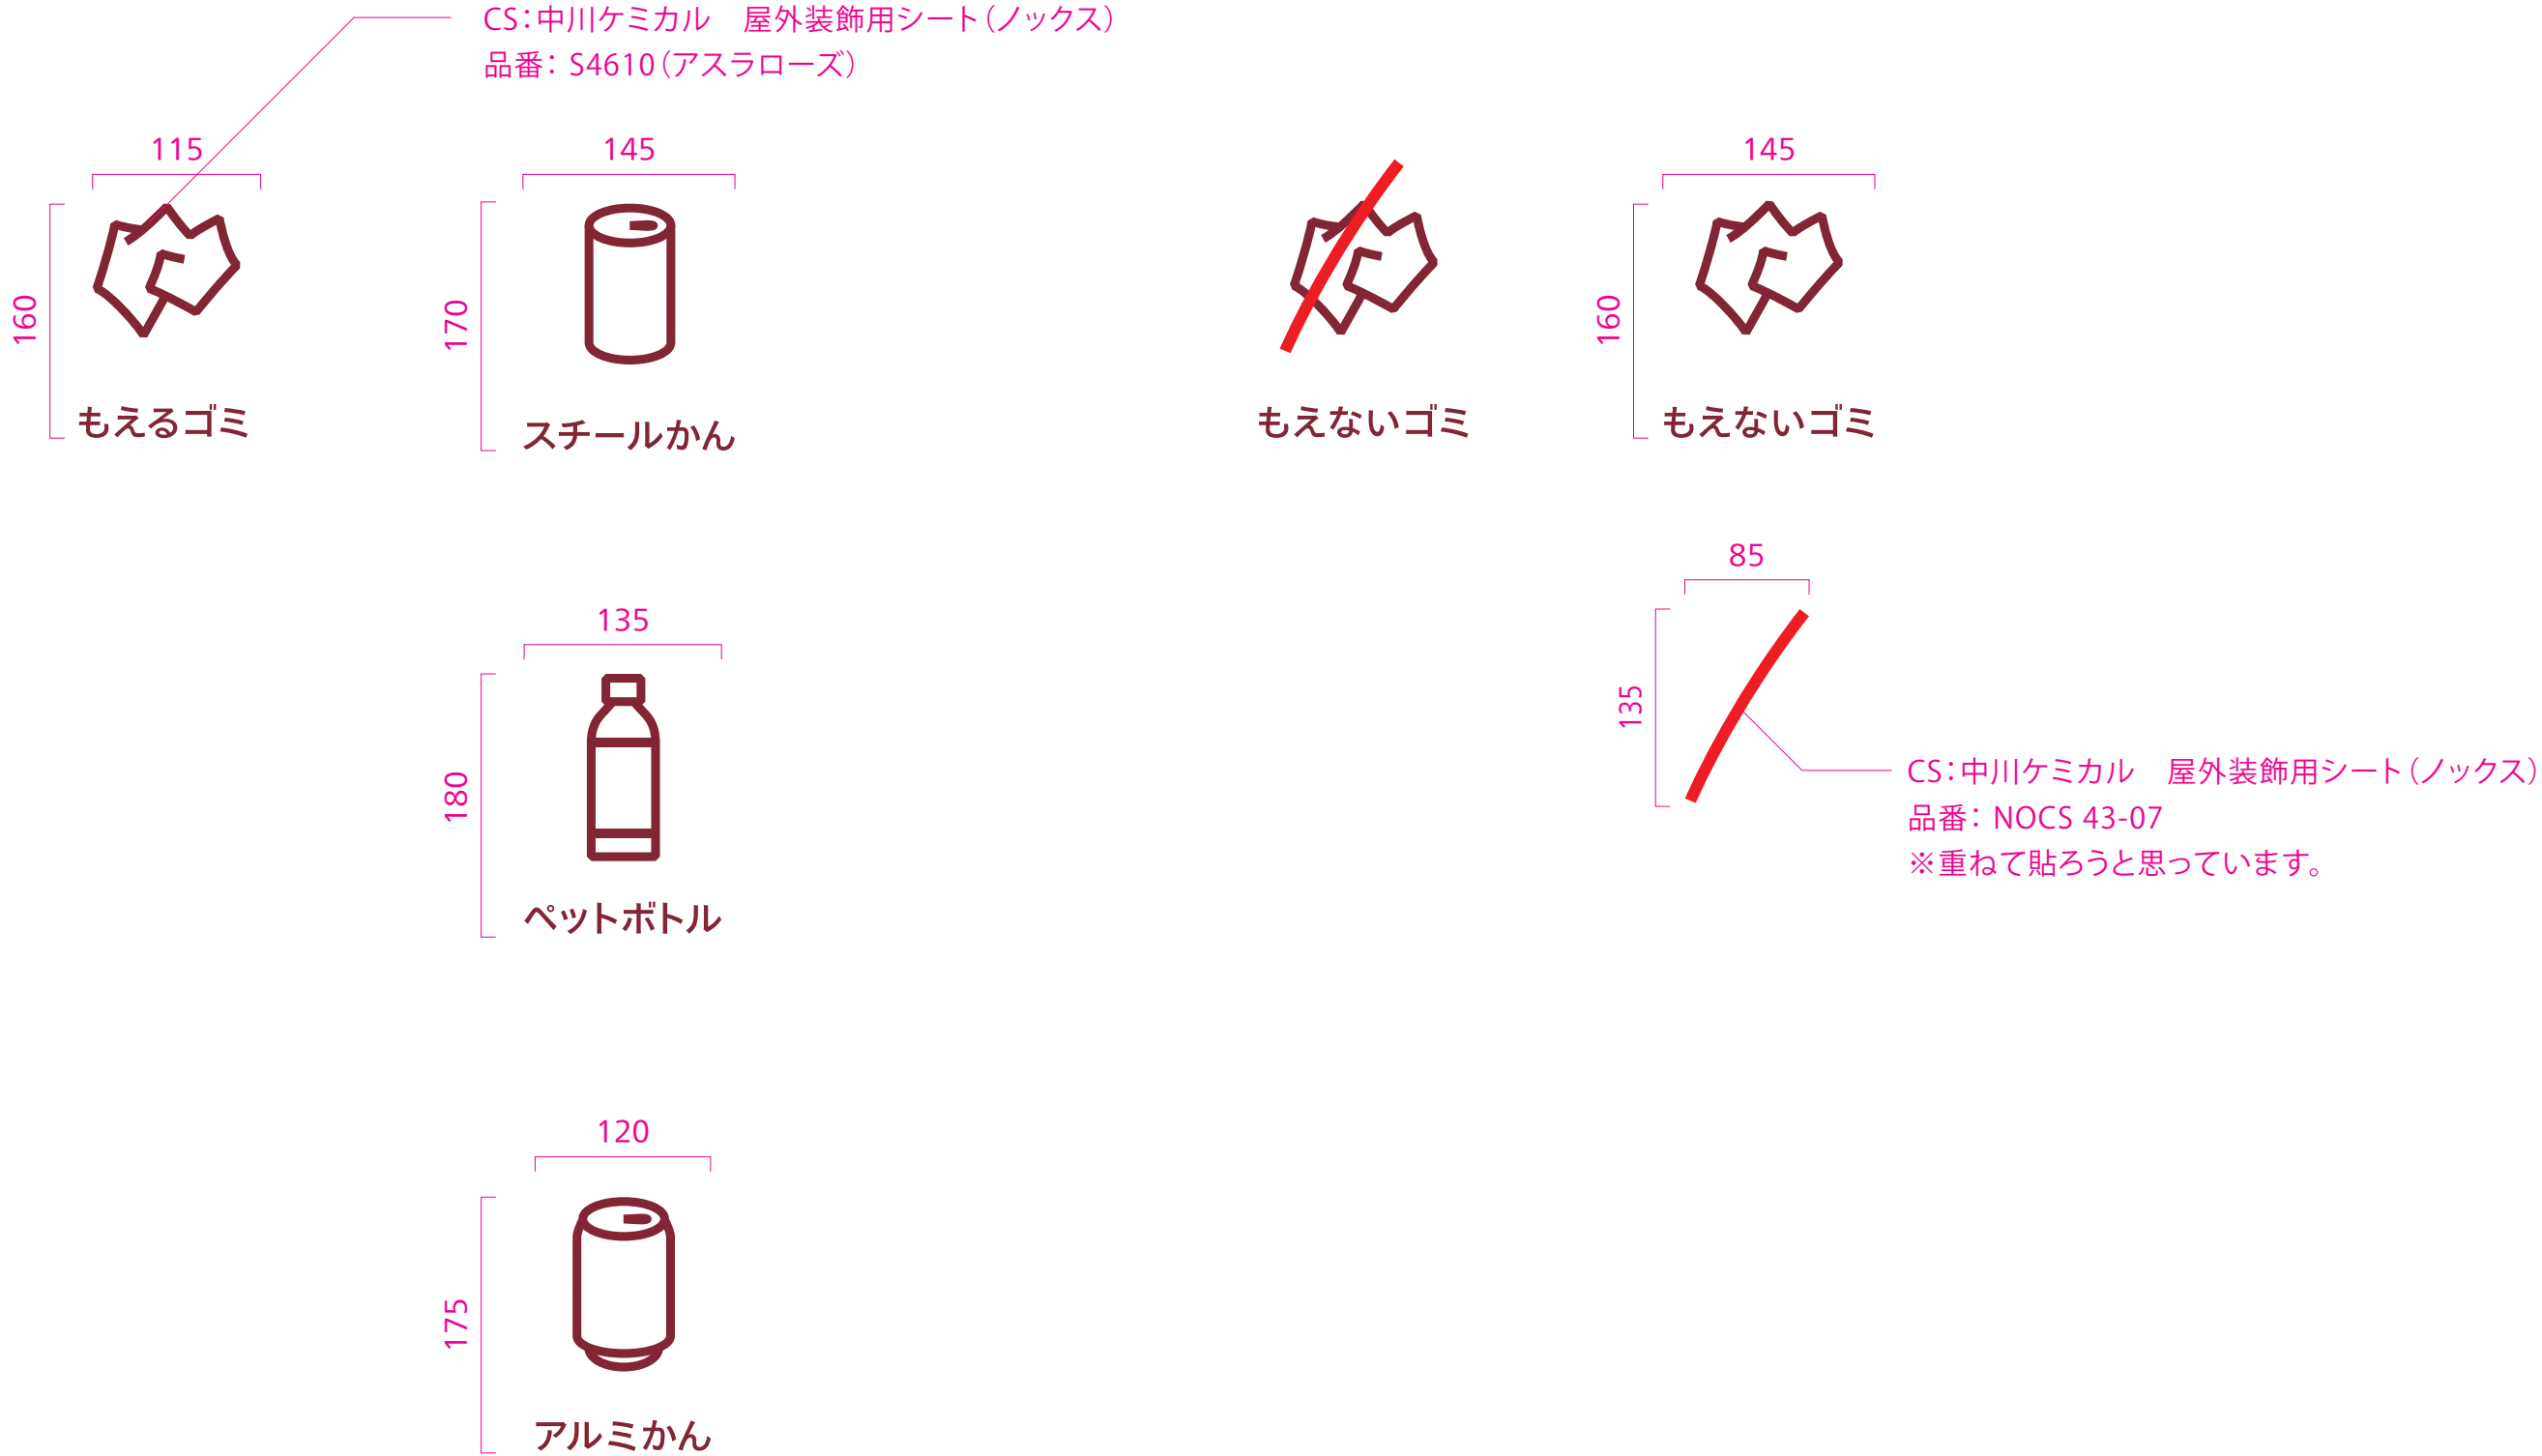 CS：中川ケミカル　屋外装飾用シート（ノックス）
品番： S4610（アスラローズ）
115
160
もえるゴミ
145
170
スチールかん
もえないゴミ
145
160
もえないゴミ
135
180
ペットボトル
85
135
CS：中川ケミカル　屋外装飾用シート（ノックス）
品番： NOCS 43-07
※重ねて貼ろうと思っています。
120
175
アルミかん